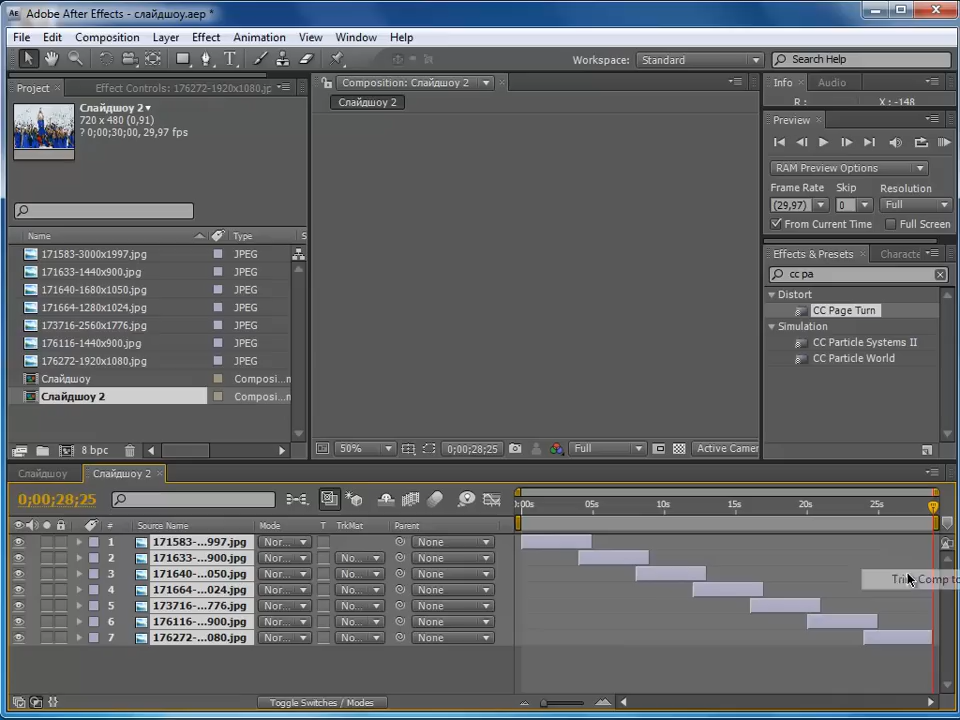 Adobe After Effects - слайдшоу.aep *
File Edit Composition Layer Effect Animation View Window Help
Workspace: Standard Search Help
Project Effect Controls: 176272-1920x1080.jp
Composition: Слайдшоу 2
Info Audio
Слайдшоу 2
720 x 480 (0,91)
? 0;00;30;00, 29,97 fps
Слайдшоу 2
R : X : -148
Preview
RAM Preview Options
Frame Rate Skip Resolution
(29,97) 0 Full
From Current Time Full Screen
Name Type S
Effects & Presets Characte
171583-3000x1997.jpg JPEG
171633-1440x900.jpg JPEG
171640-1680x1050.jpg JPEG
171664-1280x1024.jpg JPEG
173716-2560x1776.jpg JPEG
176116-1440x900.jpg JPEG
176272-1920x1080.jpg JPEG
Слайдшоу Composi...n
Слайдшоу 2 Composi...n
cc pa
Distort
CC Page Turn
Simulation
CC Particle Systems II
CC Particle World
8 bpc
50% 0;00;28;25 Full Active Camer
Слайдшоу Слайдшоу 2
0;00;28;25
0:00s 05s 10s 15s 20s 25s
# Source Name Mode T TrkMat Parent
1 171583-...997.jpg Nor... None
2 171633-...900.jpg Nor... No... None
3 171640-...050.jpg Nor... No... None
4 171664-...024.jpg Nor... No... None
5 173716-...776.jpg Nor... No... None
6 176116-...900.jpg Nor... No... None
7 176272-...080.jpg Nor... No... None
Comp to
Toggle Switches / Modes